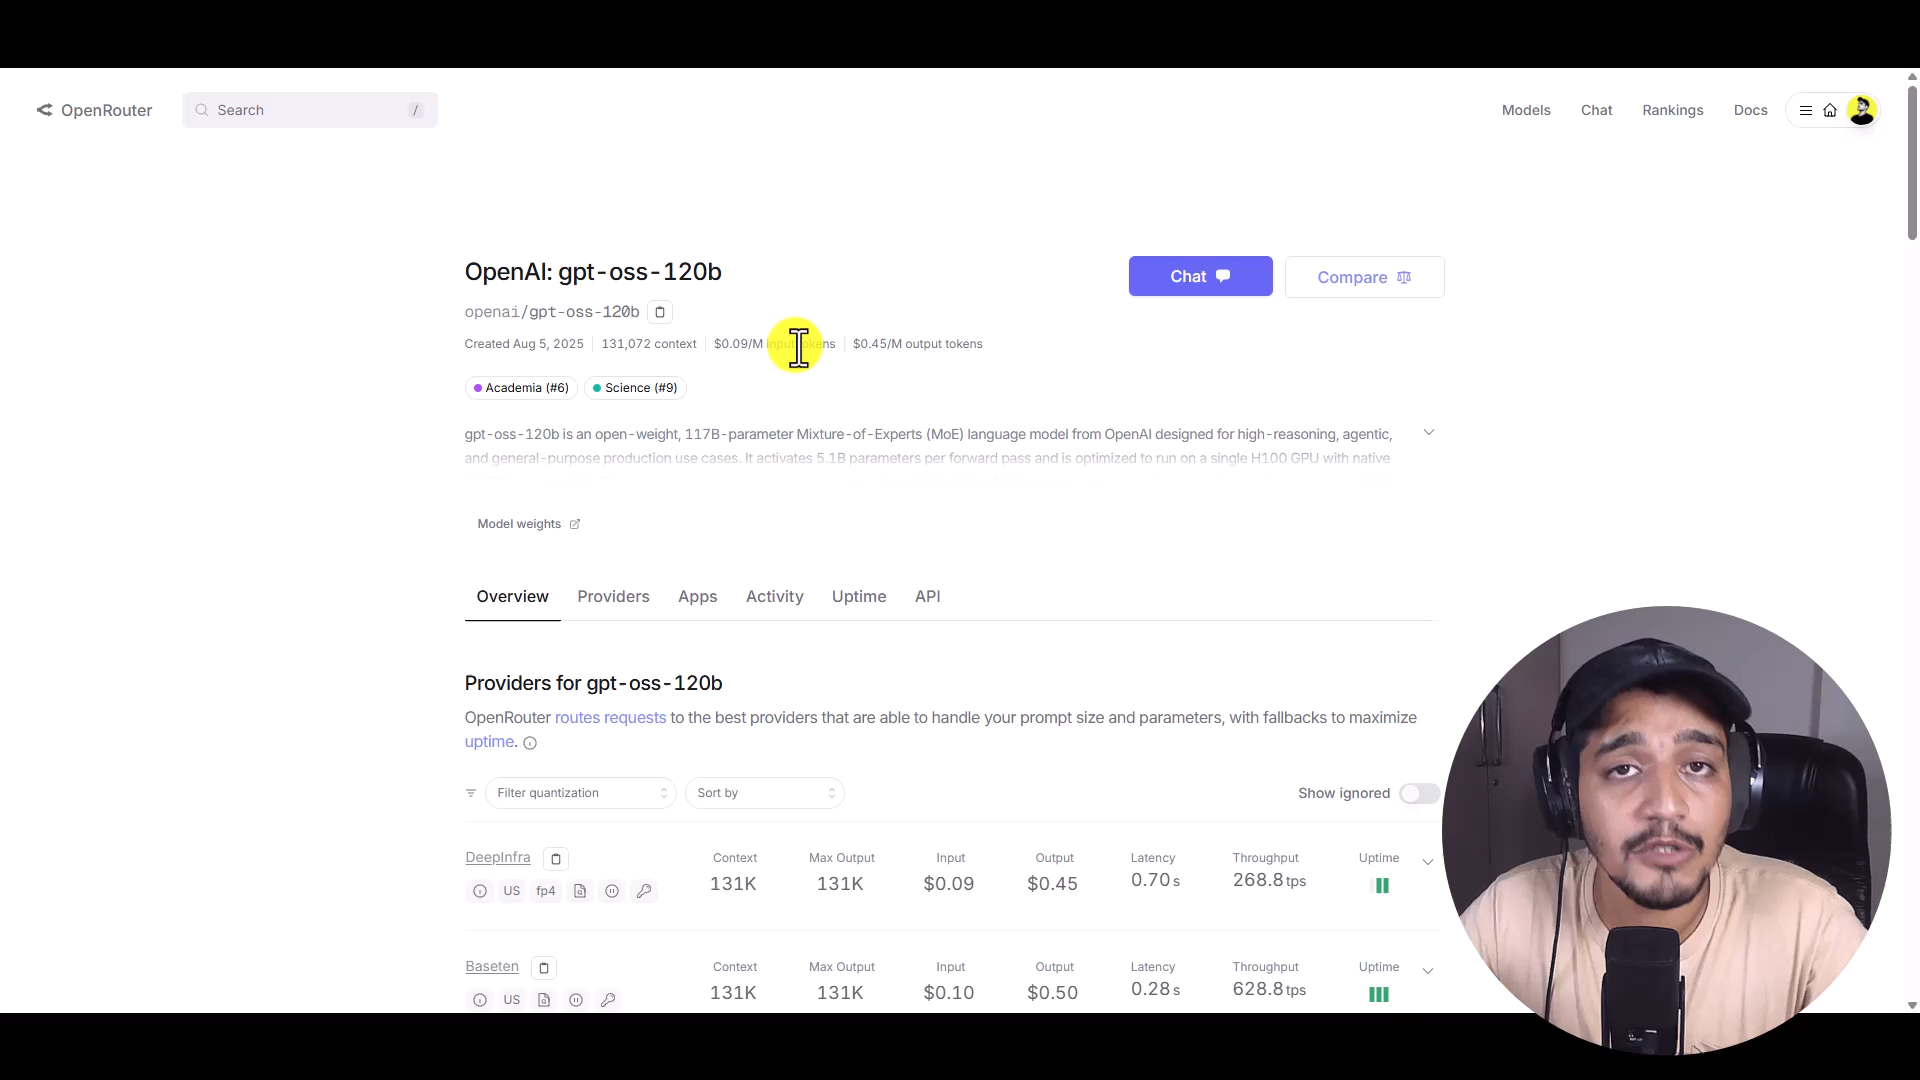 OpenRouter
Search /
Models Chat Rankings Docs
OpenAI: gpt-oss-120b
Chat
Compare
openai/gpt-oss-120b
Created Aug 5, 2025 131,072 context $0.09/M input tokens $0.45/M output tokens
Academia (#6) Science (#9)
gpt-oss-120b is an open-weight, 117B-parameter Mixture-of-Experts (MoE) language model from OpenAI designed for high-reasoning, agentic,
and general-purpose production use cases. It activates 5.1B parameters per forward pass and is optimized to run on a single H100 GPU with native
Model weights
Overview Providers Apps Activity Uptime API
Providers for gpt-oss-120b
OpenRouter routes requests to the best providers that are able to handle your prompt size and parameters, with fallbacks to maximize
uptime.
Filter quantization Sort by Show ignored
DeepInfra Context Max Output Input Output Latency Throughput Uptime
US fp4 131K 131K $0.09 $0.45 0.70 s 268.8 tps
Baseten Context Max Output Input Output Latency Throughput Uptime
US 131K 131K $0.10 $0.50 0.28 s 628.8 tps